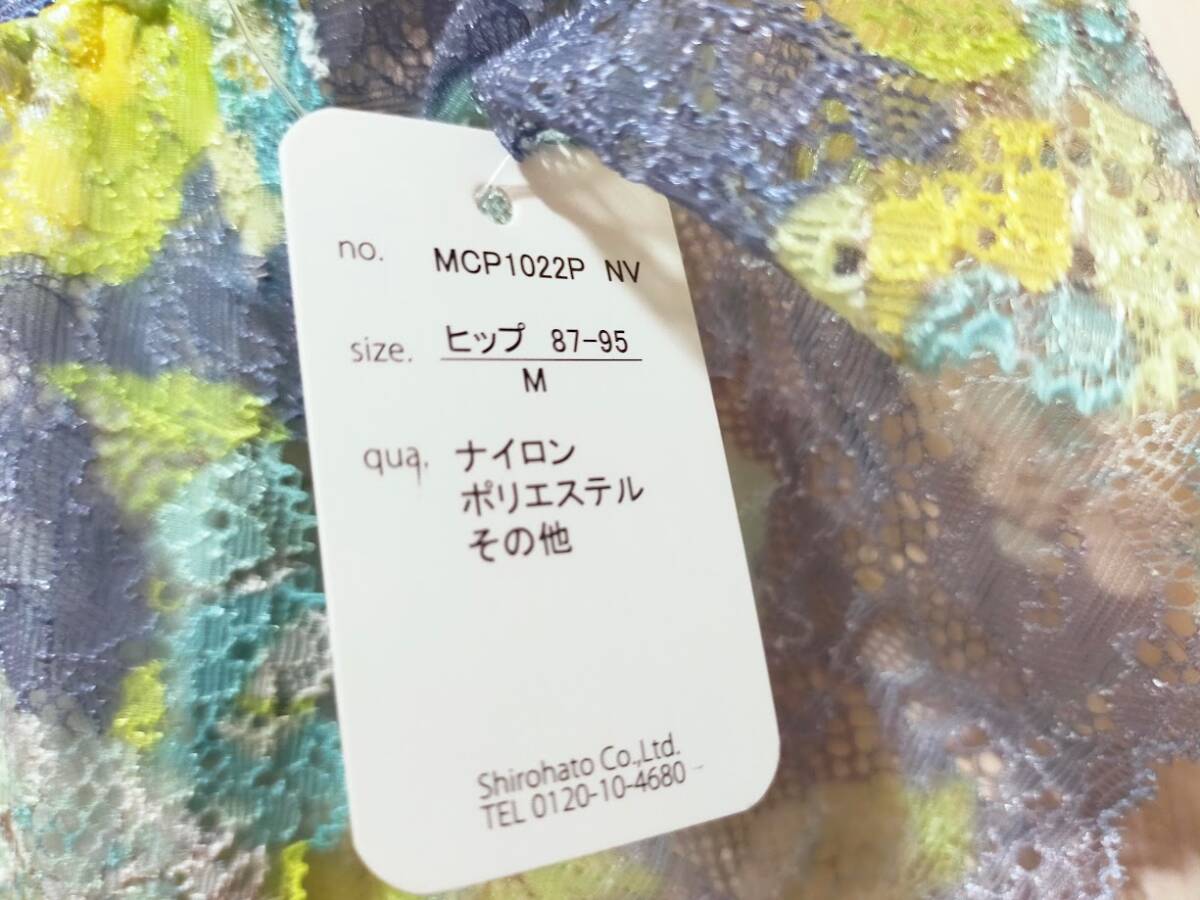 no. MCP1022P NV
size. ヒップ 87-95
M
qua. ナイロン
ポリエステル
その他
Shirohato Co.,Ltd.
TEL 0120-10-4680